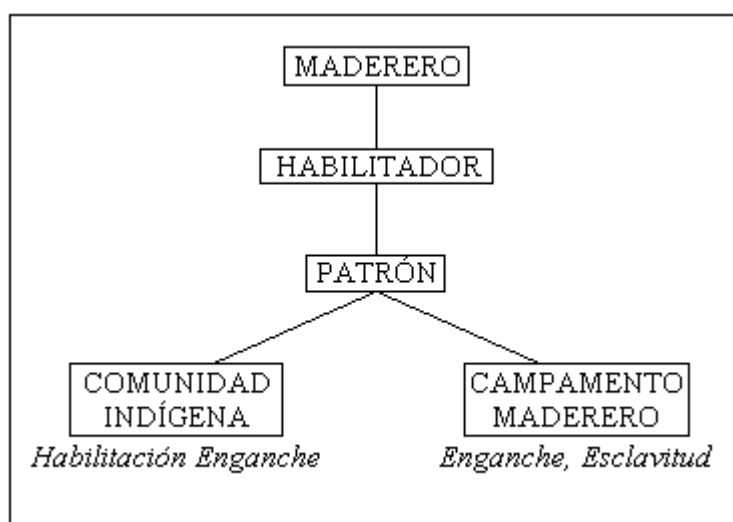 MADERERO
HABILITADOR
PATRÓN
COMUNIDAD
INDÍGENA
Habilitación Enganche
CAMPAMENTO
MADERERO
Enganche, Esclavitud